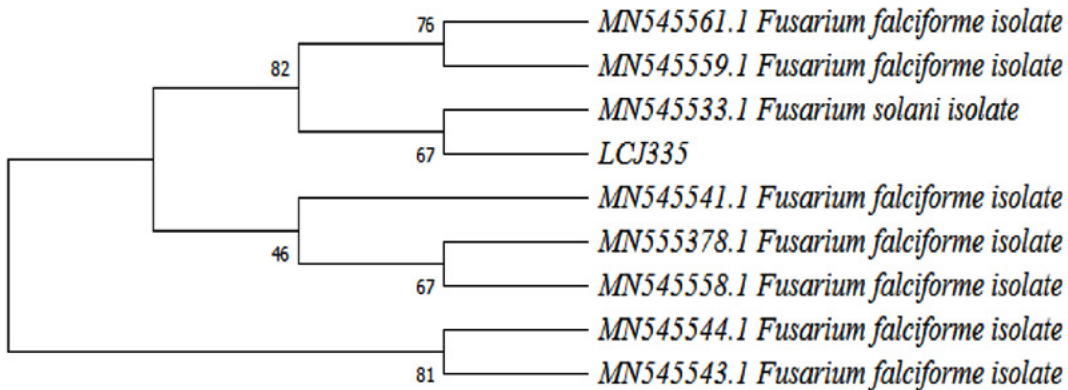 76
MN545561.1 Fusarium falciforme isolate
82
MN545559.1 Fusarium falciforme isolate
MN545533.1 Fusarium solani isolate
67
LCJ335
MN545541.1 Fusarium falciforme isolate
46
MN555378.1 Fusarium falciforme isolate
67
MN545558.1 Fusarium falciforme isolate
MN545544.1 Fusarium falciforme isolate
81
MN545543.1 Fusarium falciforme isolate